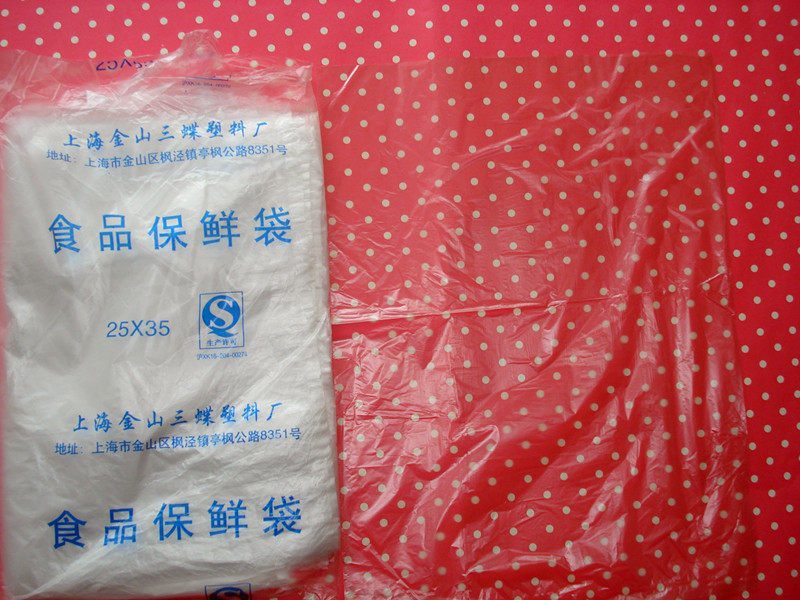 上海金山三蝶塑料厂
地址：上海市金山区枫泾镇亭枫公路8351号
食品保鲜袋
25X35
生产许可
上海金山三蝶塑料厂
地址：上海市金山区枫泾镇亭枫公路8351号
食品保鲜袋